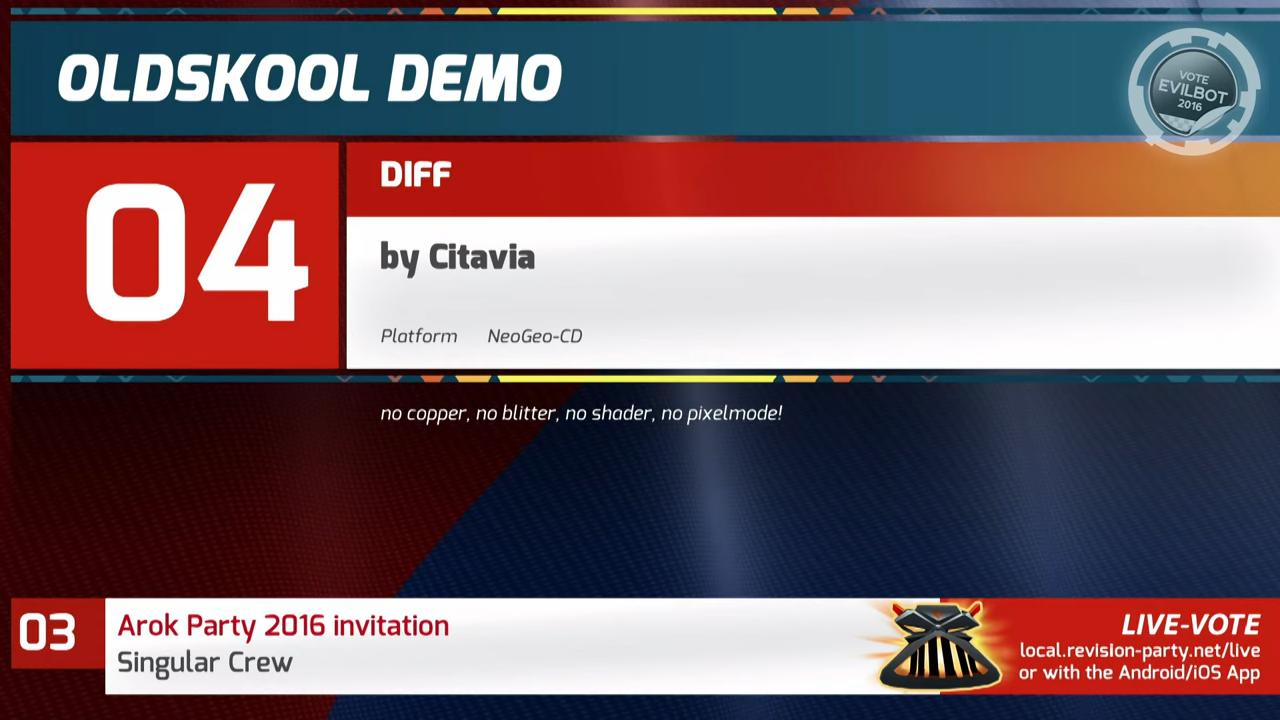 OLDSKOOL DEMO
VOTE
EVILBOT
2016
04
DIFF
by Citavia
Platform NeoGeo-CD
no copper, no blitter, no shader, no pixelmode!
03
Arok Party 2016 invitation
Singular Crew
LIVE-VOTE
local.revision-party.net/live
or with the Android/iOS App